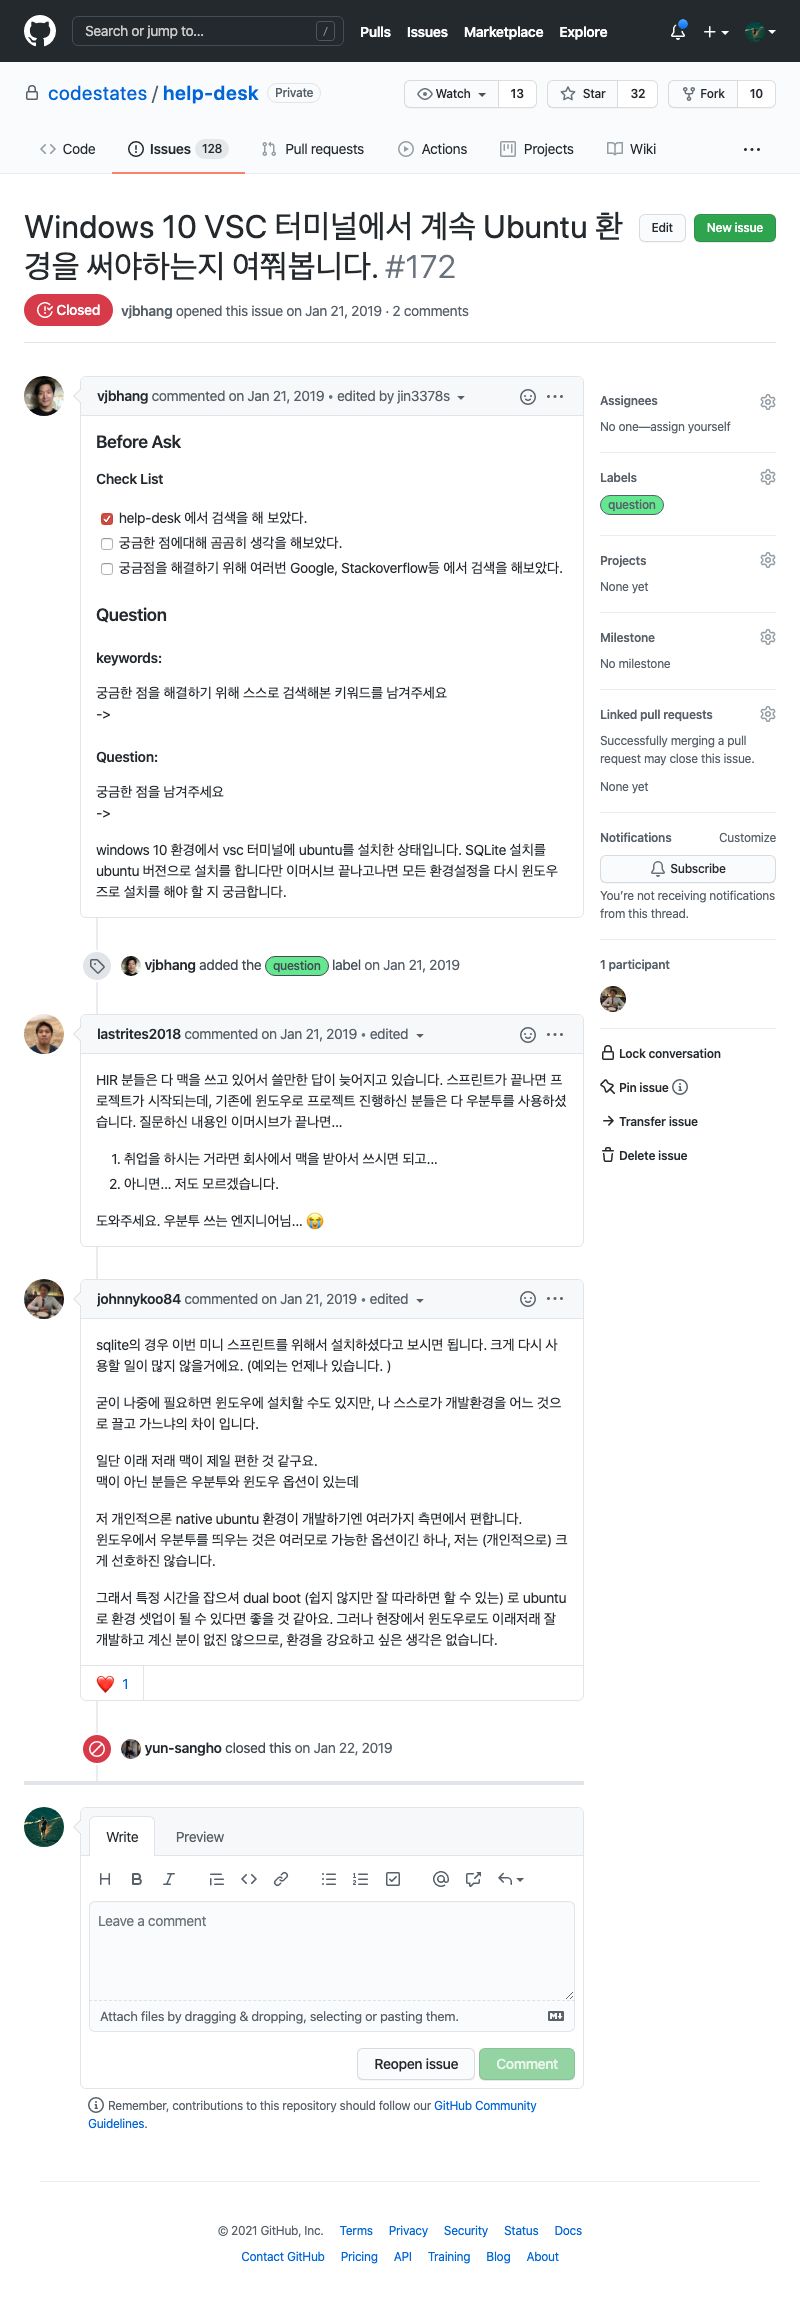 Search or jump to... /
Pulls Issues Marketplace Explore
codestates / help-desk Private
Watch 13 Star 32 Fork 10
Code Issues 128 Pull requests Actions Projects Wiki ...
Windows 10 VSC 터미널에서 계속 Ubuntu 환
경을 써야하는지 여쭤봅니다. #172
Edit New issue
Closed vjbhang opened this issue on Jan 21, 2019 · 2 comments
vjbhang commented on Jan 21, 2019 • edited by jin3378s
Before Ask
Check List
help-desk 에서 검색을 해 보았다.
궁금한 점에대해 곰곰히 생각을 해보았다.
궁금점을 해결하기 위해 여러번 Google, Stackoverflow등 에서 검색을 해보았다.
Question
keywords:
궁금한 점을 해결하기 위해 스스로 검색해본 키워드를 남겨주세요
->
Question:
궁금한 점을 남겨주세요
->
windows 10 환경에서 vsc 터미널에 ubuntu를 설치한 상태입니다. SQLite 설치를
ubuntu 버젼으로 설치를 합니다만 이머시브 끝나고나면 모든 환경설정을 다시 윈도우
즈로 설치를 해야 할 지 궁금합니다.
vjbhang added the question label on Jan 21, 2019
lastrites2018 commented on Jan 21, 2019 • edited
HIR 분들은 다 맥을 쓰고 있어서 쓸만한 답이 늦어지고 있습니다. 스프린트가 끝나면 프
로젝트가 시작되는데, 기존에 윈도우로 프로젝트 진행하신 분들은 다 우분투를 사용하셨
습니다. 질문하신 내용인 이머시브가 끝나면...
1. 취업을 하시는 거라면 회사에서 맥을 받아서 쓰시면 되고...
2. 아니면... 저도 모르겠습니다.
도와주세요. 우분투 쓰는 엔지니어님... 😭
johnnykoo84 commented on Jan 21, 2019 • edited
sqlite의 경우 이번 미니 스프린트를 위해서 설치하셨다고 보시면 됩니다. 크게 다시 사
용할 일이 많지 않을거에요. (예외는 언제나 있습니다. )
굳이 나중에 필요하면 윈도우에 설치할 수도 있지만, 나 스스로가 개발환경을 어느 것으
로 끌고 가느냐의 차이 입니다.
일단 이래 저래 맥이 제일 편한 것 같구요.
맥이 아닌 분들은 우분투와 윈도우 옵션이 있는데
저 개인적으론 native ubuntu 환경이 개발하기엔 여러가지 측면에서 편합니다.
윈도우에서 우분투를 띄우는 것은 여러모로 가능한 옵션이긴 하나, 저는 (개인적으로) 크
게 선호하진 않습니다.
그래서 특정 시간을 잡으셔 dual boot (쉽지 않지만 잘 따라하면 할 수 있는) 로 ubuntu
로 환경 셋업이 될 수 있다면 좋을 것 같아요. 그러나 현장에서 윈도우로도 이래저래 잘
개발하고 계신 분이 없진 않으므로, 환경을 강요하고 싶은 생각은 없습니다.
❤️ 1
yun-sangho closed this on Jan 22, 2019
Write Preview
H B I
Leave a comment
Attach files by dragging & dropping, selecting or pasting them.
Reopen issue Comment
Remember, contributions to this repository should follow our GitHub Community
Guidelines.
Assignees
No one—assign yourself
Labels
question
Projects
None yet
Milestone
No milestone
Linked pull requests
Successfully merging a pull
request may close this issue.
None yet
Notifications Customize
Subscribe
You're not receiving notifications
from this thread.
1 participant
Lock conversation
Pin issue
Transfer issue
Delete issue
© 2021 GitHub, Inc. Terms Privacy Security Status Docs
Contact GitHub Pricing API Training Blog About